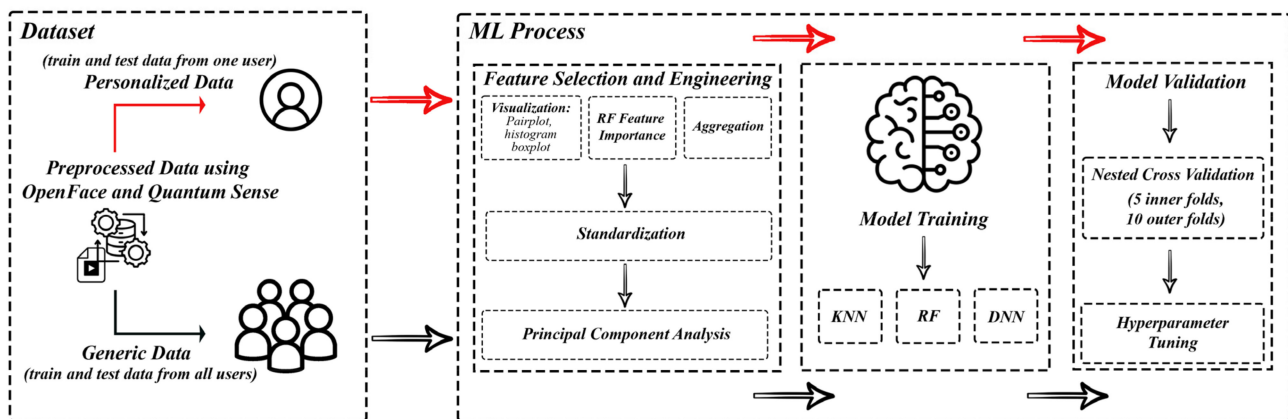 Dataset
(train and test data from one user)
Personalized Data
Preprocessed Data using
OpenFace and Quantum Sense
Generic Data
(train and test data from all users)
ML Process
Feature Selection and Engineering
Visualization:
Pairplot,
histogram
boxplot
RF Feature
Importance
Aggregation
Standardization
Principal Component Analysis
Model Training
KNN
RF
DNN
Model Validation
Nested Cross Validation
(5 inner folds,
10 outer folds)
Hyperparameter
Tuning